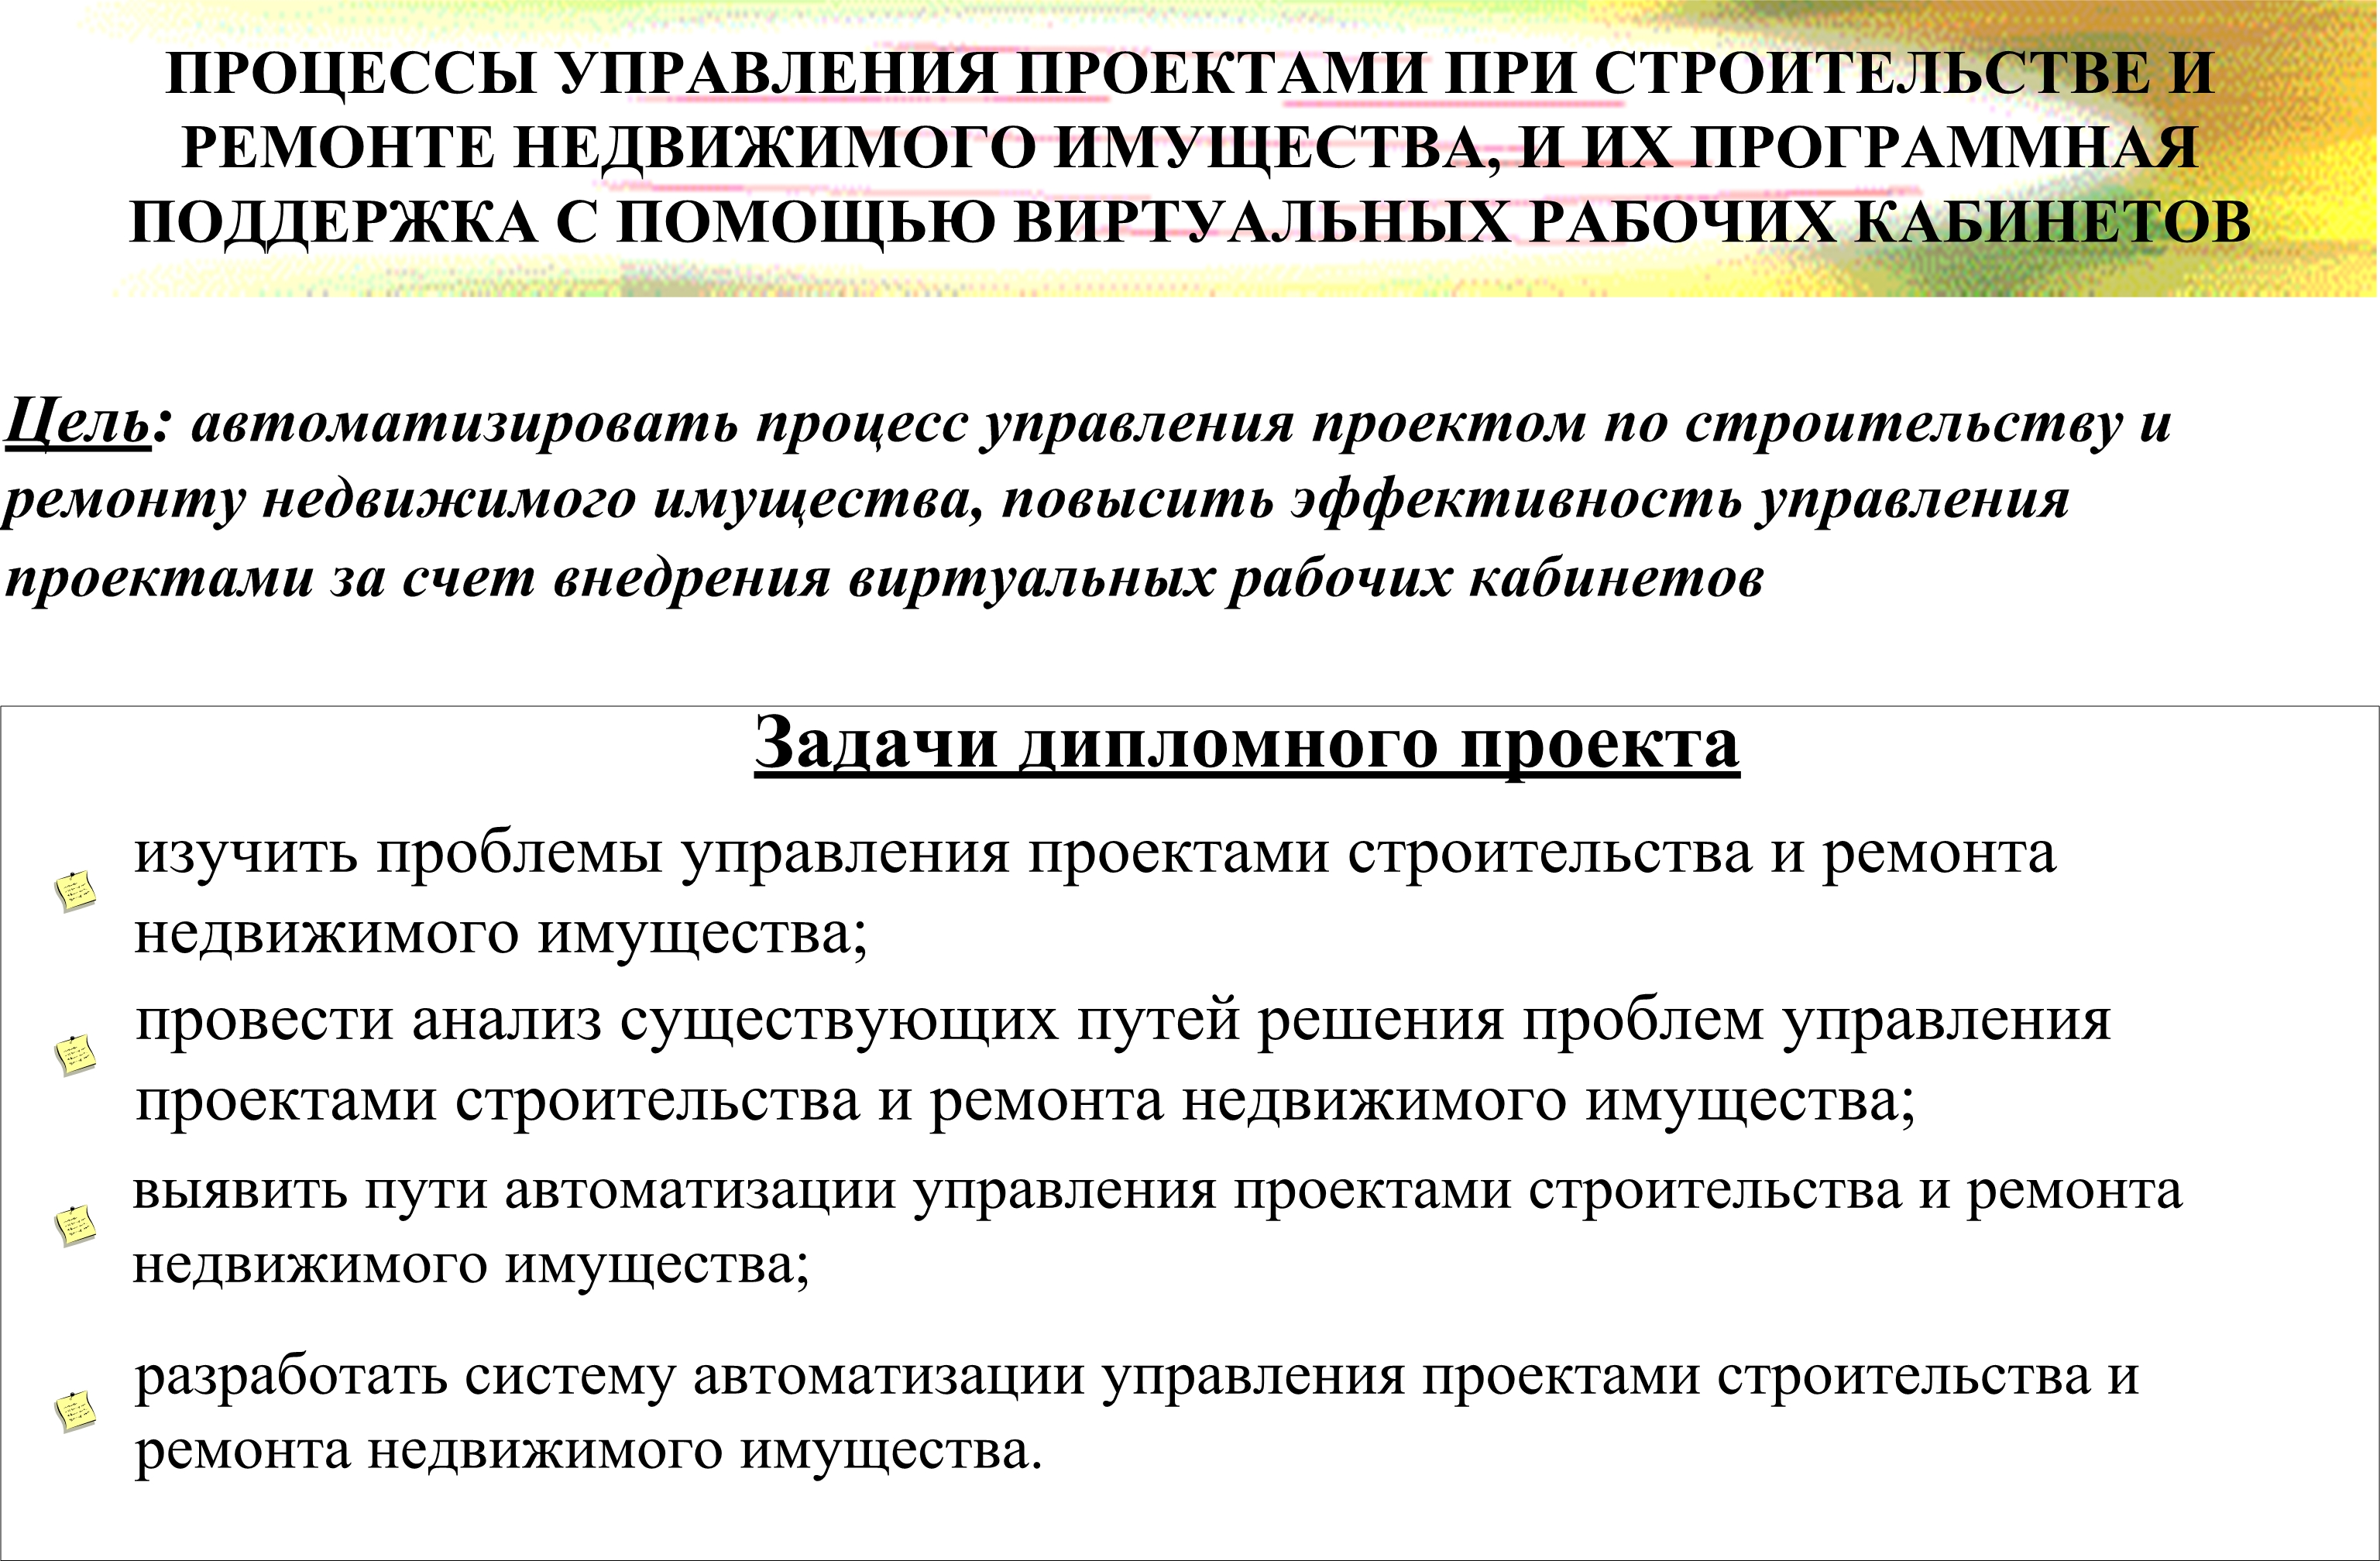 ПРОЦЕССЫ УПРАВЛЕНИЯ ПРОЕКТАМИ ПРИ СТРОИТЕЛЬСТВЕ И
РЕМОНТЕ НЕДВИЖИМОГО ИМУЩЕСТВА, И ИХ ПРОГРАММНАЯ
ПОДДЕРЖКА С ПОМОЩЬЮ ВИРТУАЛЬНЫХ РАБОЧИХ КАБИНЕТОВ
Цель: автоматизировать процесс управления проектом по строительству и
ремонту недвижимого имущества, повысить эффективность управления
проектами за счет внедрения виртуальных рабочих кабинетов
Задачи дипломного проекта
изучить проблемы управления проектами строительства и ремонта
недвижимого имущества;
провести анализ существующих путей решения проблем управления
проектами строительства и ремонта недвижимого имущества;
выявить пути автоматизации управления проектами строительства и ремонта
недвижимого имущества;
разработать систему автоматизации управления проектами строительства и
ремонта недвижимого имущества.